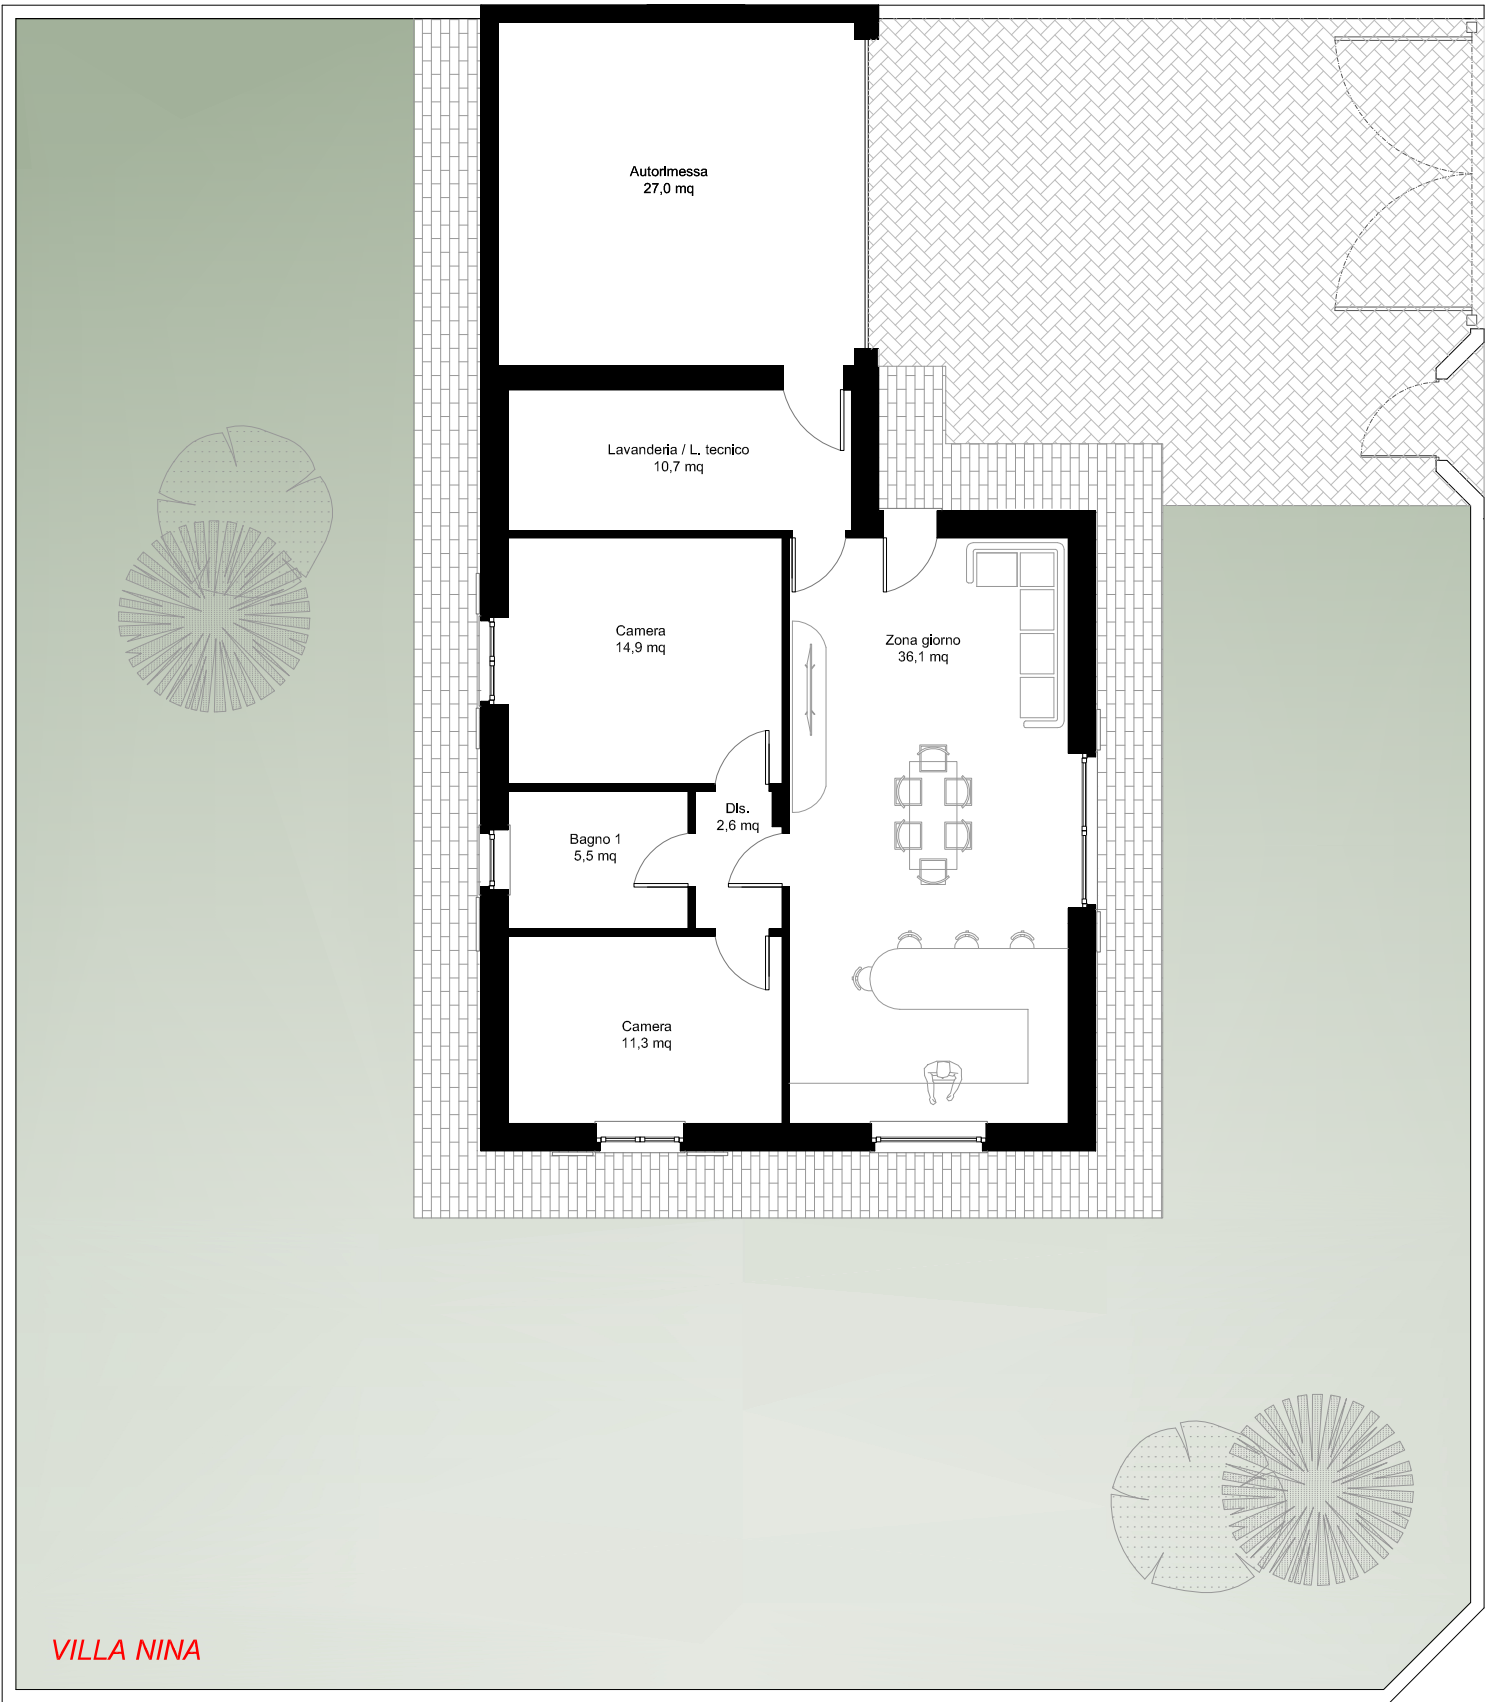 Autorimessa
27,0 mq
Lavanderia / L. tecnico
10,7 mq
Camera
14,9 mq
Zona giorno
36,1 mq
Dis.
2,6 mq
Bagno 1
5,5 mq
Camera
11,3 mq
VILLA NINA